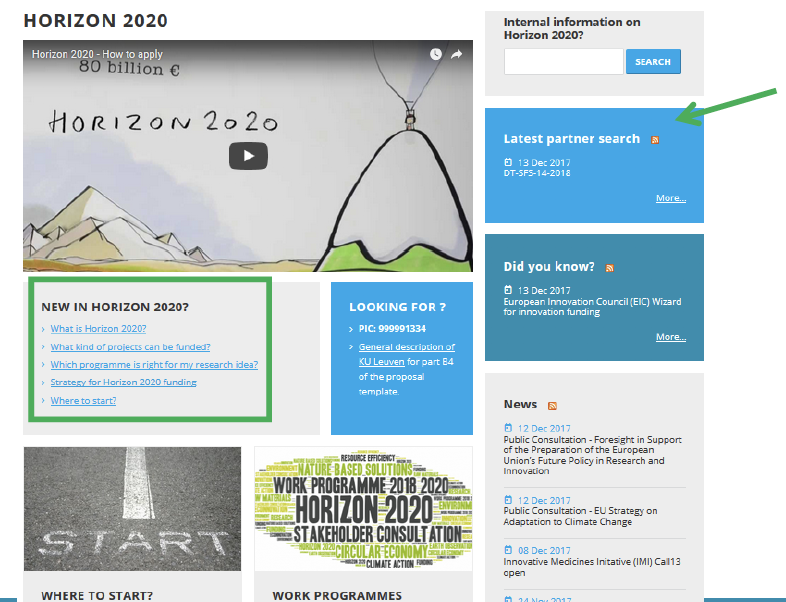 HORIZON 2020
Horizon 2020 - How to apply
80 billion €
HORIZON 2020
NEW IN HORIZON 2020?
What is Horizon 2020?
What kind of projects can be funded?
Which programme is right for my research idea?
Strategy for Horizon 2020 funding
Where to start?
LOOKING FOR ?
PIC: 999991334
General description of
KU Leuven for part B4
of the proposal
template.
START
WHERE TO START?
RESOURCE EFFICIENCY
NATURE-BASED SOLUTIONS
WORK PROGRAMME 2018 2020
HORIZON 2020
STAKEHOLDER CONSULTATION
CIRCULAR ECONOMY
CLIMATE ACTION
FUNDING
WORK PROGRAMMES
Internal information on
Horizon 2020?
SEARCH
Latest partner search
13 Dec 2017
DT-SFS-14-2018
More...
Did you know?
13 Dec 2017
European Innovation Council (EIC) Wizard
for innovation funding
More...
News
12 Dec 2017
Public Consultation - Foresight in Support
of the Preparation of the European
Union's Future Policy in Research and
Innovation
12 Dec 2017
Public Consultation - EU Strategy on
Adaptation to Climate Change
08 Dec 2017
Innovative Medicines Initative (IMI) Call13
open
24 Nov 2017